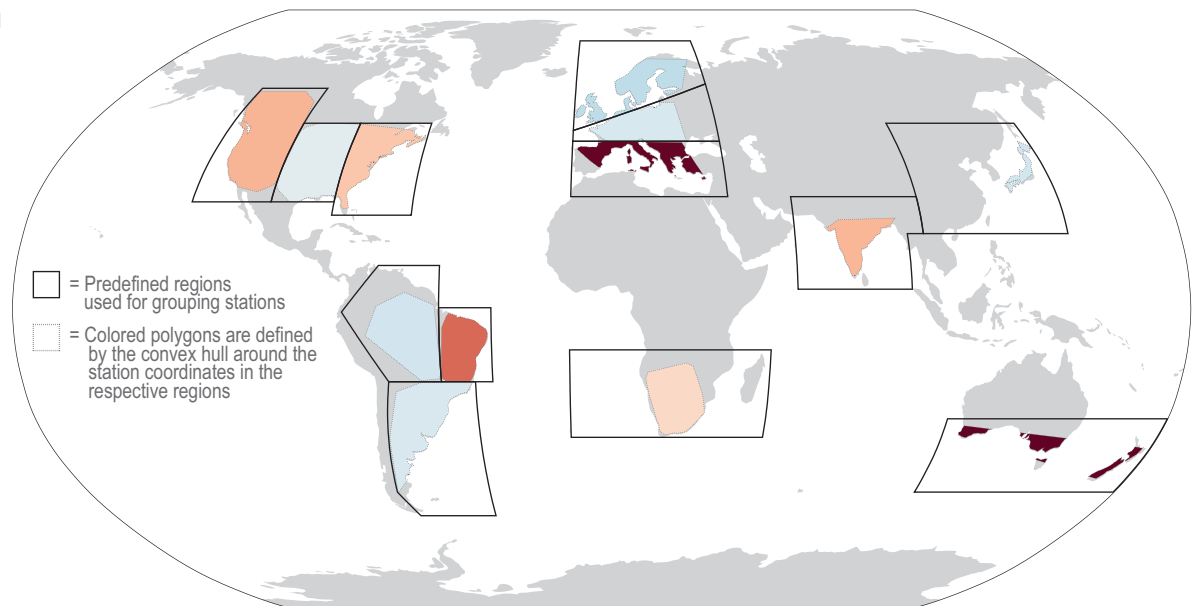 = Predefined regions
used for grouping stations
= Colored polygons are defined
by the convex hull around the
station coordinates in the
respective regions